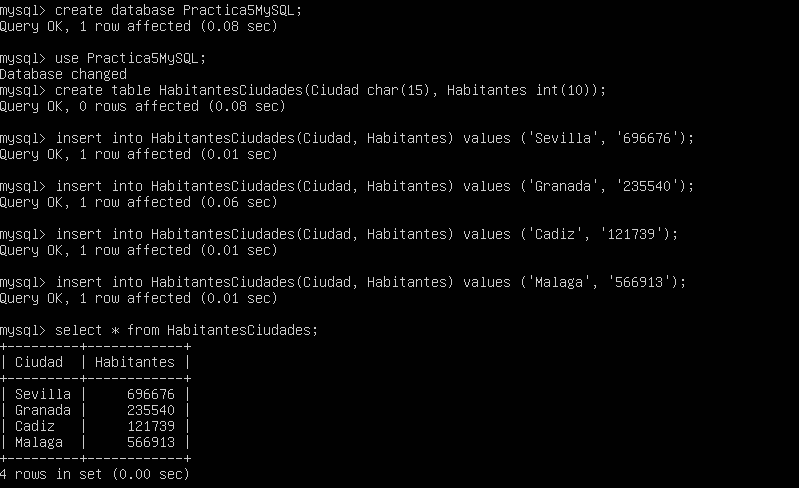 mysql> create database Practica5MySQL;
Query OK, 1 row affected (0.08 sec)
mysql> use Practica5MySQL;
Database changed
mysql> create table HabitantesCiudades(Ciudad char(15), Habitantes int(10));
Query OK, 0 rows affected (0.08 sec)
mysql> insert into HabitantesCiudades(Ciudad, Habitantes) values ('Sevilla', '696676');
Query OK, 1 row affected (0.01 sec)
mysql> insert into HabitantesCiudades(Ciudad, Habitantes) values ('Granada', '235540');
Query OK, 1 row affected (0.06 sec)
mysql> insert into HabitantesCiudades(Ciudad, Habitantes) values ('Cadiz', '121739');
Query OK, 1 row affected (0.01 sec)
mysql> insert into HabitantesCiudades(Ciudad, Habitantes) values ('Malaga', '566913');
Query OK, 1 row affected (0.01 sec)
mysql> select * from HabitantesCiudades;
+---------+------------+
| Ciudad  | Habitantes |
+---------+------------+
| Sevilla |     696676 |
| Granada |     235540 |
| Cadiz   |     121739 |
| Malaga  |     566913 |
+---------+------------+
4 rows in set (0.00 sec)